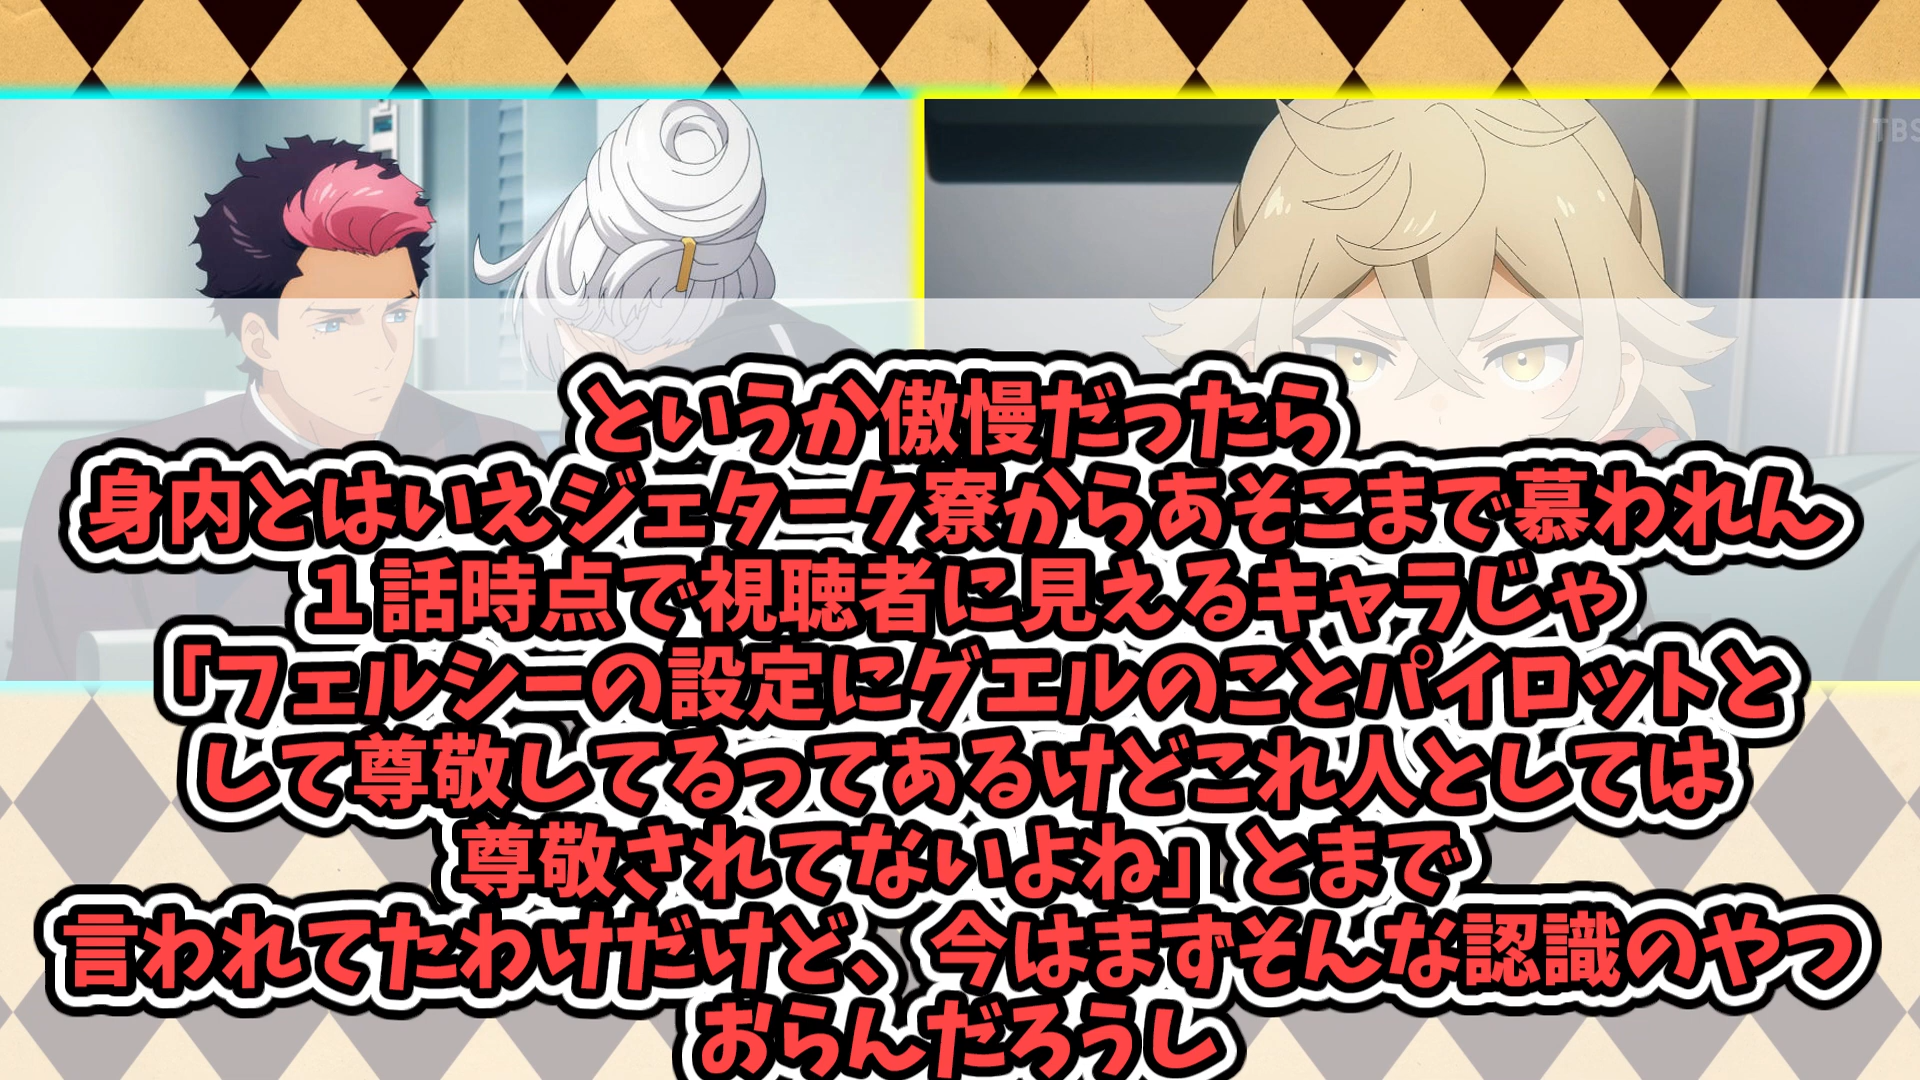 TBS
というか傲慢だったら
身内とはいえジェターク寮からあそこまで慕われん
１話時点で視聴者に見えるキャラじゃ
「フェルシーの設定にグエルのことパイロットと
して尊敬してるってあるけどこれ人としては
尊敬されてないよね」とまで
言われてたわけだけど、今はまずそんな認識のやつ
おらんだろうし